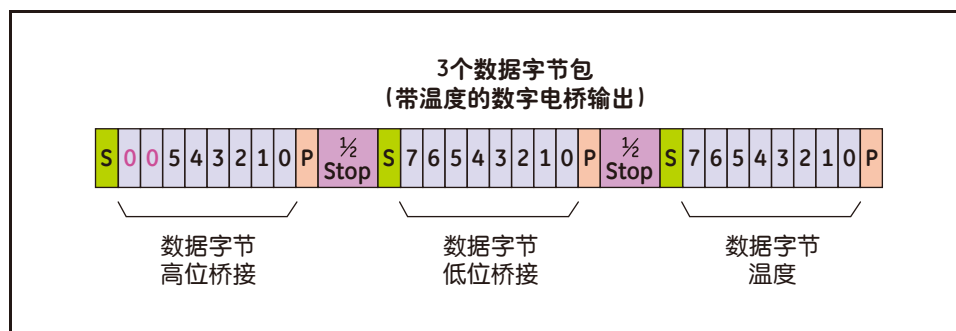 3个数据字节包
(带温度的数字电桥输出)
S 0 0 5 4 3 2 1 0 P ½ Stop S 7 6 5 4 3 2 1 0 P ½ Stop S 7 6 5 4 3 2 1 0 P
数据字节 数据字节 数据字节
高位桥接 低位桥接 温度